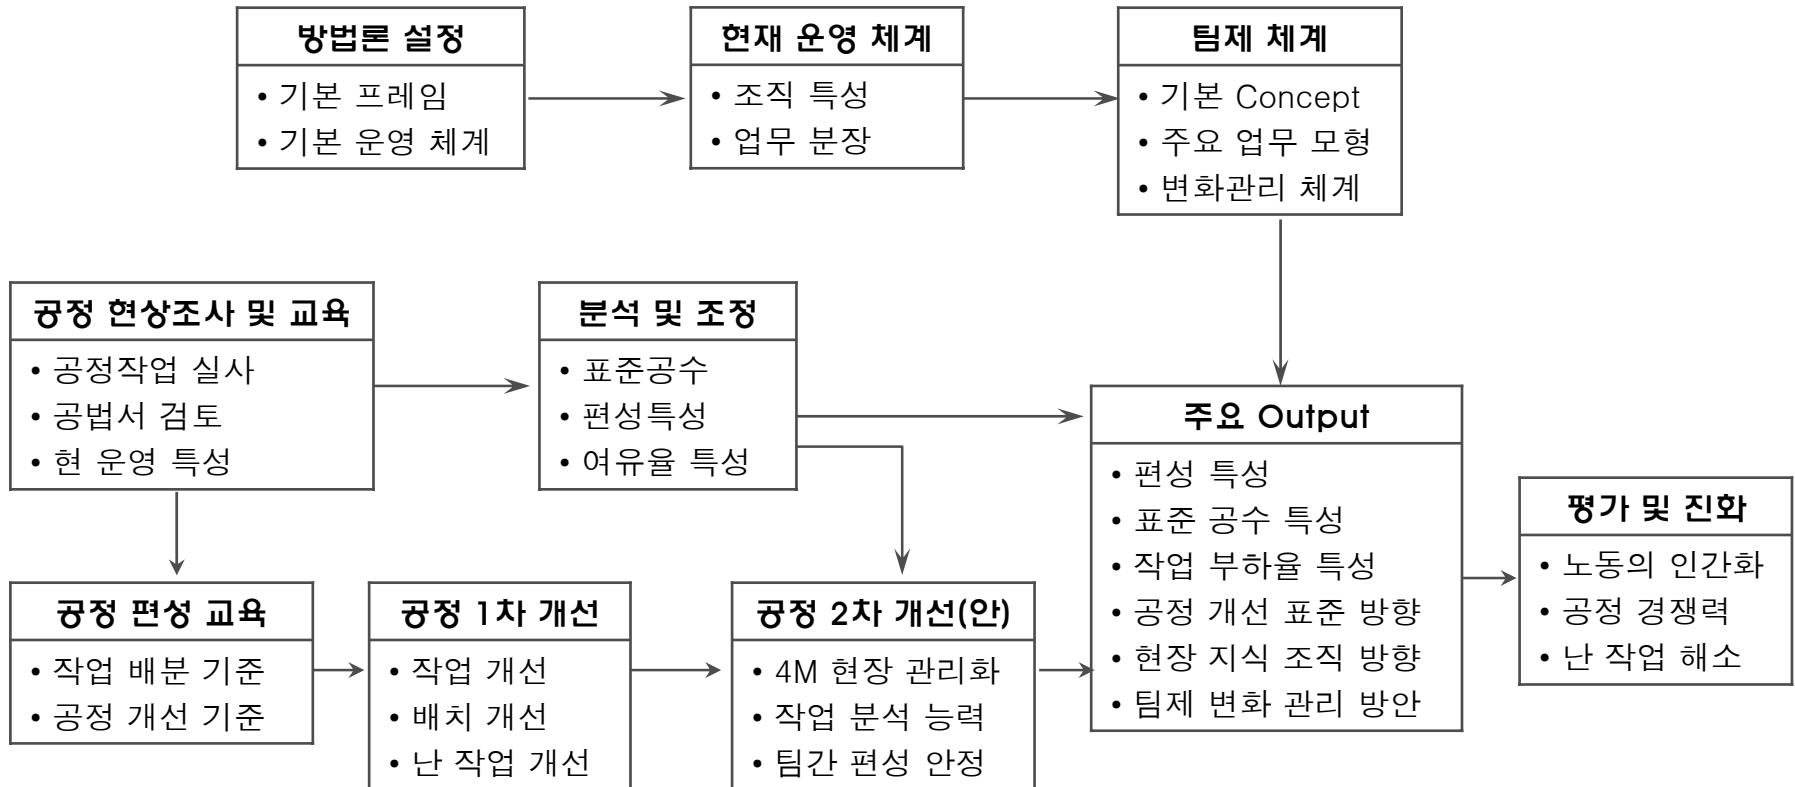 방법론 설정
• 기본 프레임
• 기본 운영 체계
현재 운영 체계
• 조직 특성
• 업무 분장
팀제 체계
• 기본 Concept
• 주요 업무 모형
• 변화관리 체계
공정 현상조사 및 교육
• 공정작업 실사
• 공법서 검토
• 현 운영 특성
분석 및 조정
• 표준공수
• 편성특성
• 여유율 특성
주요 Output
• 편성 특성
• 표준 공수 특성
• 작업 부하율 특성
• 공정 개선 표준 방향
• 현장 지식 조직 방향
• 팀제 변화 관리 방안
평가 및 진화
• 노동의 인간화
• 공정 경쟁력
• 난 작업 해소
공정 편성 교육
• 작업 배분 기준
• 공정 개선 기준
공정 1차 개선
• 작업 개선
• 배치 개선
• 난 작업 개선
공정 2차 개선(안)
• 4M 현장 관리화
• 작업 분석 능력
• 팀간 편성 안정